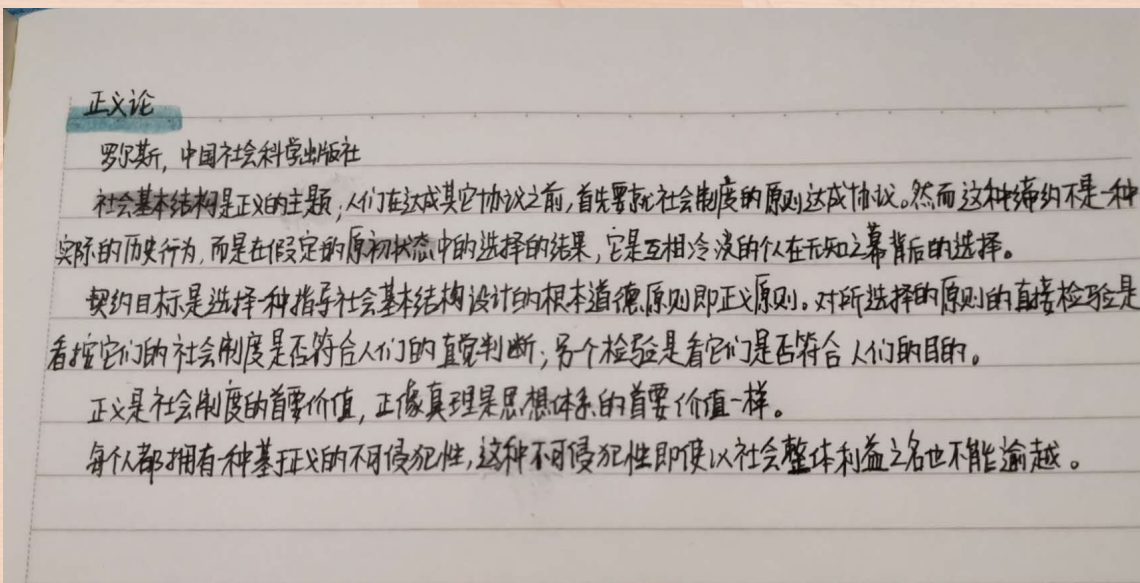 正义论
罗尔斯,中国社会科学出版社
社会基本结构是正义的主题;人们在达成其它协议之前,首先要就社会制度的原则达成协议。然而这种缔约不是一种
实际的历史行为,而是在假定的原初状态中的选择的结果,它是互相冷淡的个人在无知之幕背后的选择。
契约目标是选择一种指导社会基本结构设计的根本道德原则即正义原则。对所选择的原则的直接检验是
看按它们的社会制度是否符合人们的直觉判断;另个检验是看它们是否符合人们的目的。
正义是社会制度的首要价值,正像真理是思想体系的首要价值一样。
每个人都拥有一种基于正义的不可侵犯性,这种不可侵犯性即使以社会整体利益之名也不能逾越。